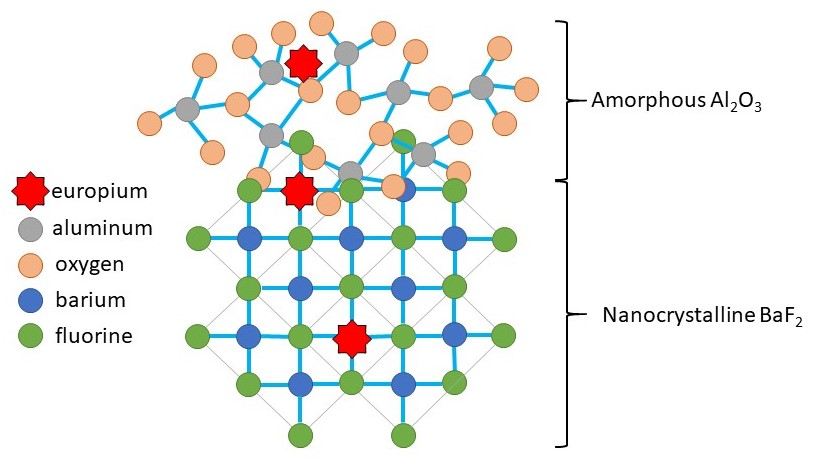 Amorphous Al₂O₃
europium
aluminum
oxygen
barium
fluorine
Nanocrystalline BaF₂